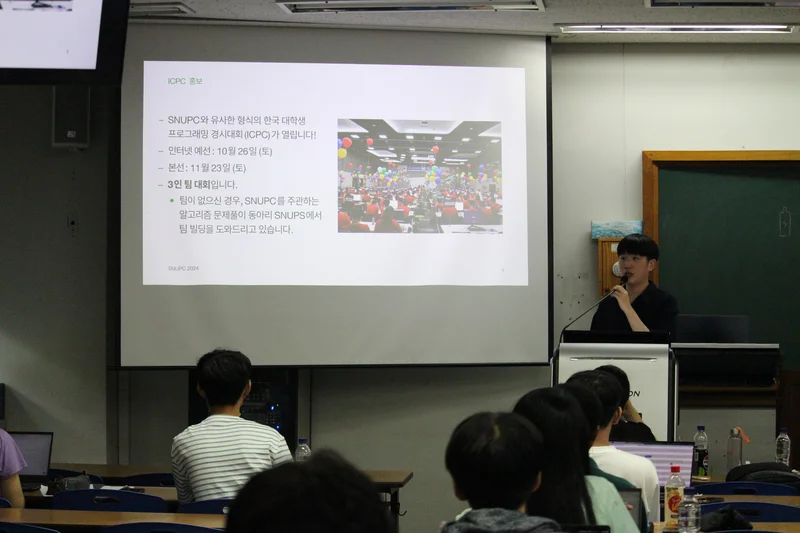 ICPC 홍보
– SNUPC와 유사한 형식의 한국 대학생
프로그래밍 경시대회(ICPC)가 열립니다!
– 인터넷 예선: 10월 26일 (토)
– 본선: 11월 23일 (토)
– 3인 팀 대회입니다.
• 팀이 없으신 경우, SNUPC를 주관하는
알고리즘 문제풀이 동아리 SNUPS에서
팀 빌딩을 도와드리고 있습니다.
SNUPC 2024